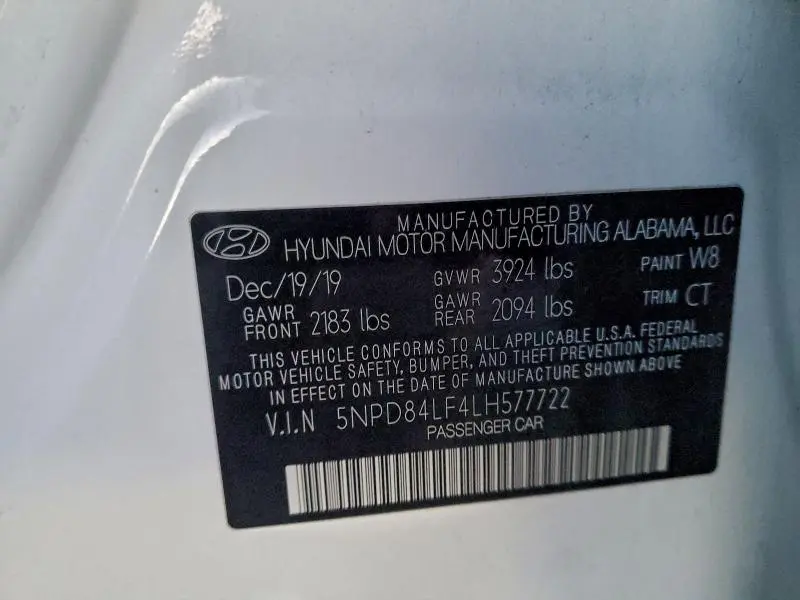 MANUFACTURED BY
HYUNDAI MOTOR MANUFACTURING ALABAMA, LLC
Dec/19/19 GVWR 3924 lbs PAINT W8
GAWR FRONT 2183 lbs GAWR REAR 2094 lbs TRIM CT
THIS VEHICLE CONFORMS TO ALL APPLICABLE U.S.A. FEDERAL
MOTOR VEHICLE SAFETY, BUMPER, AND THEFT PREVENTION STANDARDS
IN EFFECT ON THE DATE OF MANUFACTURE SHOWN ABOVE
V.I.N 5NPD84LF4LH577722
PASSENGER CAR